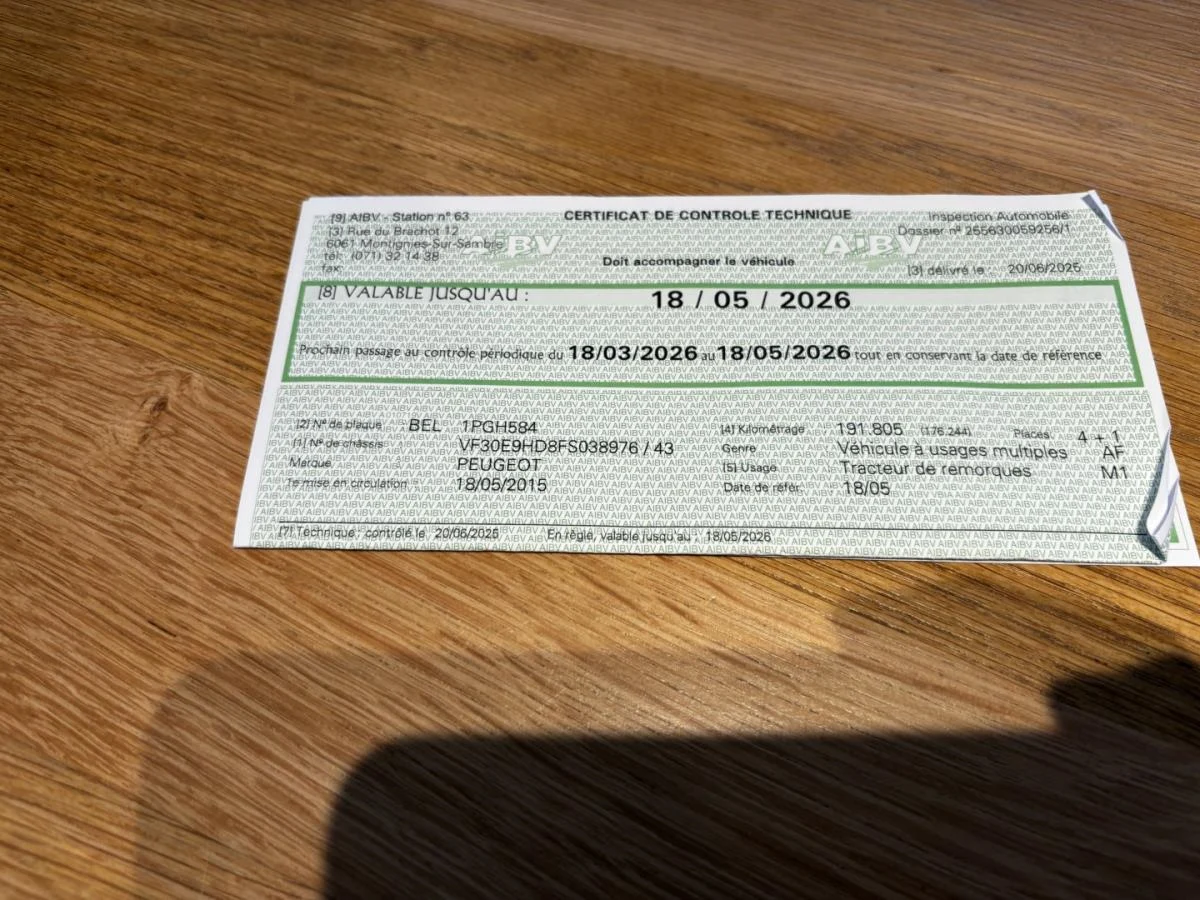 [9] AIBV - Station n° 63
CERTIFICAT DE CONTROLE TECHNIQUE
Inspection Automobile
[3] Rue du Brechot 12
Dossier nº 255630059256/1
6061 Montignies-Sur-Sambre
AIBV
AIBV
tél: (071) 32 14 38
Doit accompagner le véhicule
fax:
[3] délivré le 20/06/2025
[8] VALABLE JUSQU'AU : 18 / 05 / 2026
Prochain passage au contrôle périodique du 18/03/2026 au 18/05/2026 tout en conservant la date de référence
[2] Nº de plaque BEL 1PGH584
[4] Kilométrage 191.805 (176.244) Places 4 + 1
[1] Nº de châssis VF30E9HD8FS038976 / 43
Genre Véhicule à usages multiples AF
Marque PEUGEOT
[5] Usage Tracteur de remorques M1
1e mise en circulation 18/05/2015
Date de référ. 18/05
[7] Technique : contrôlé le 20/06/2025 En règle, valable jusqu'au : 18/05/2026